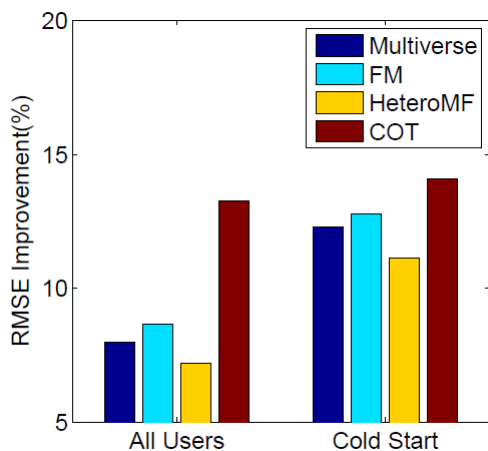 20
15
10
5
RMSE Improvement(%)
Multiverse
FM
HeteroMF
COT
All Users
Cold Start